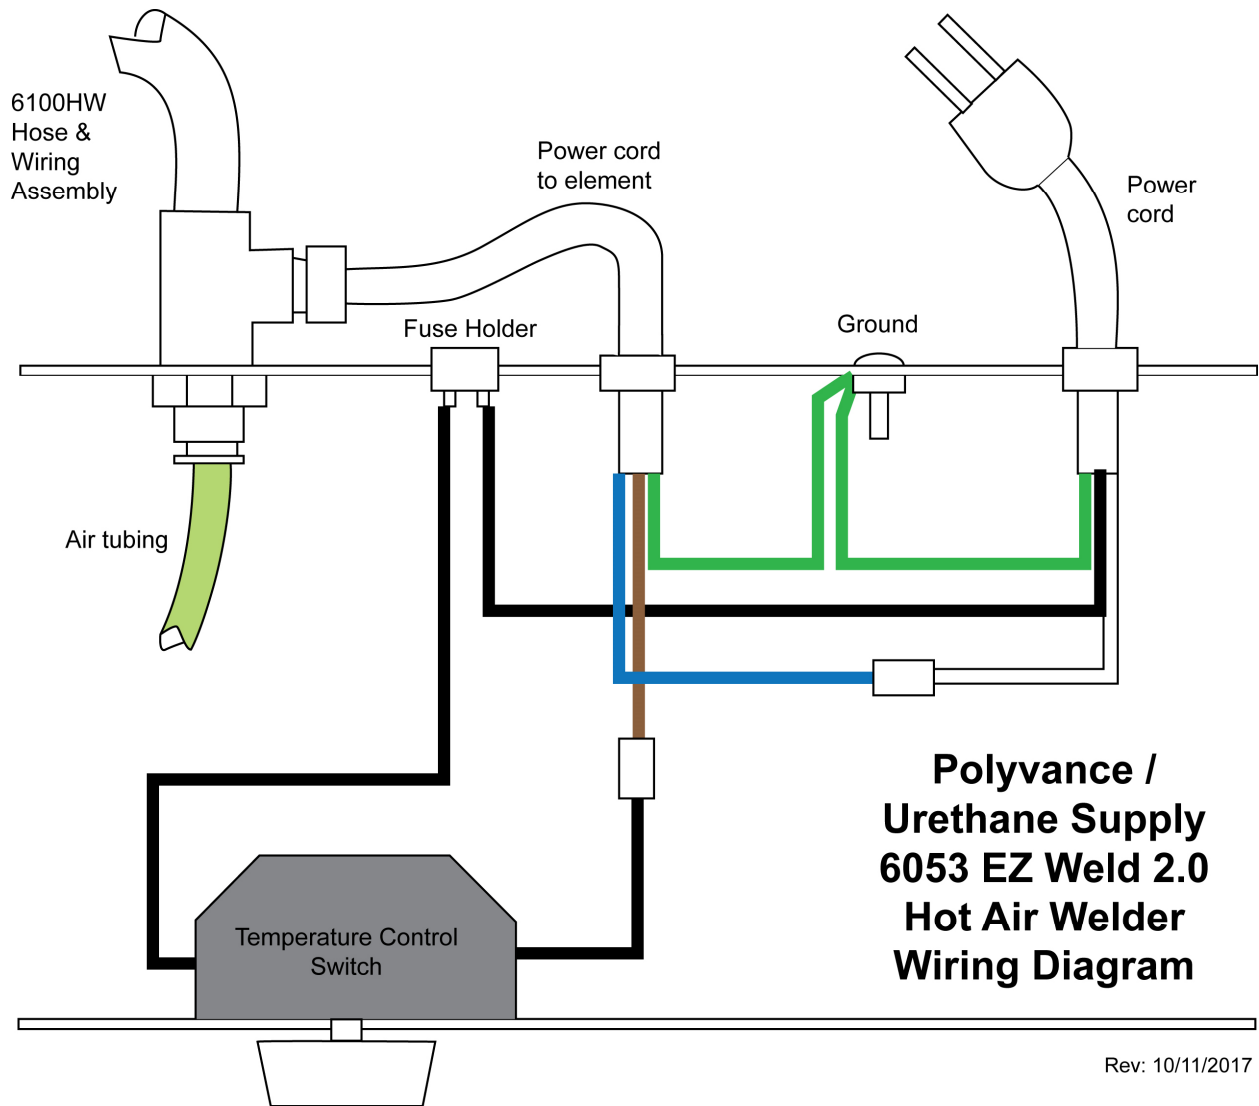 6100HW
Hose &
Wiring
Assembly
Power cord
to element
Power
cord
Fuse Holder
Ground
Air tubing
Polyvance /
Urethane Supply
6053 EZ Weld 2.0
Hot Air Welder
Wiring Diagram
Temperature Control
Switch
Rev: 10/11/2017